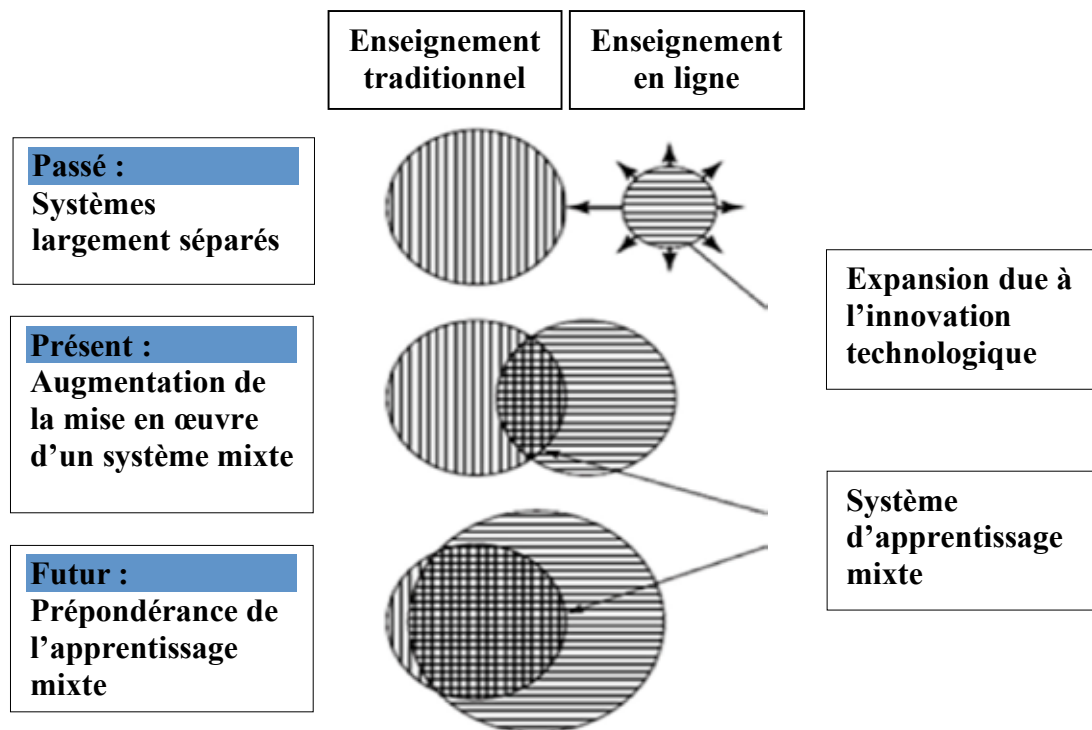 Enseignement
traditionnel
Enseignement
en ligne
Passé :
Systèmes
largement séparés
Expansion due à
l’innovation
technologique
Présent :
Augmentation de
la mise en œuvre
d’un système mixte
Système
d’apprentissage
mixte
Futur :
Prépondérance de
l’apprentissage
mixte